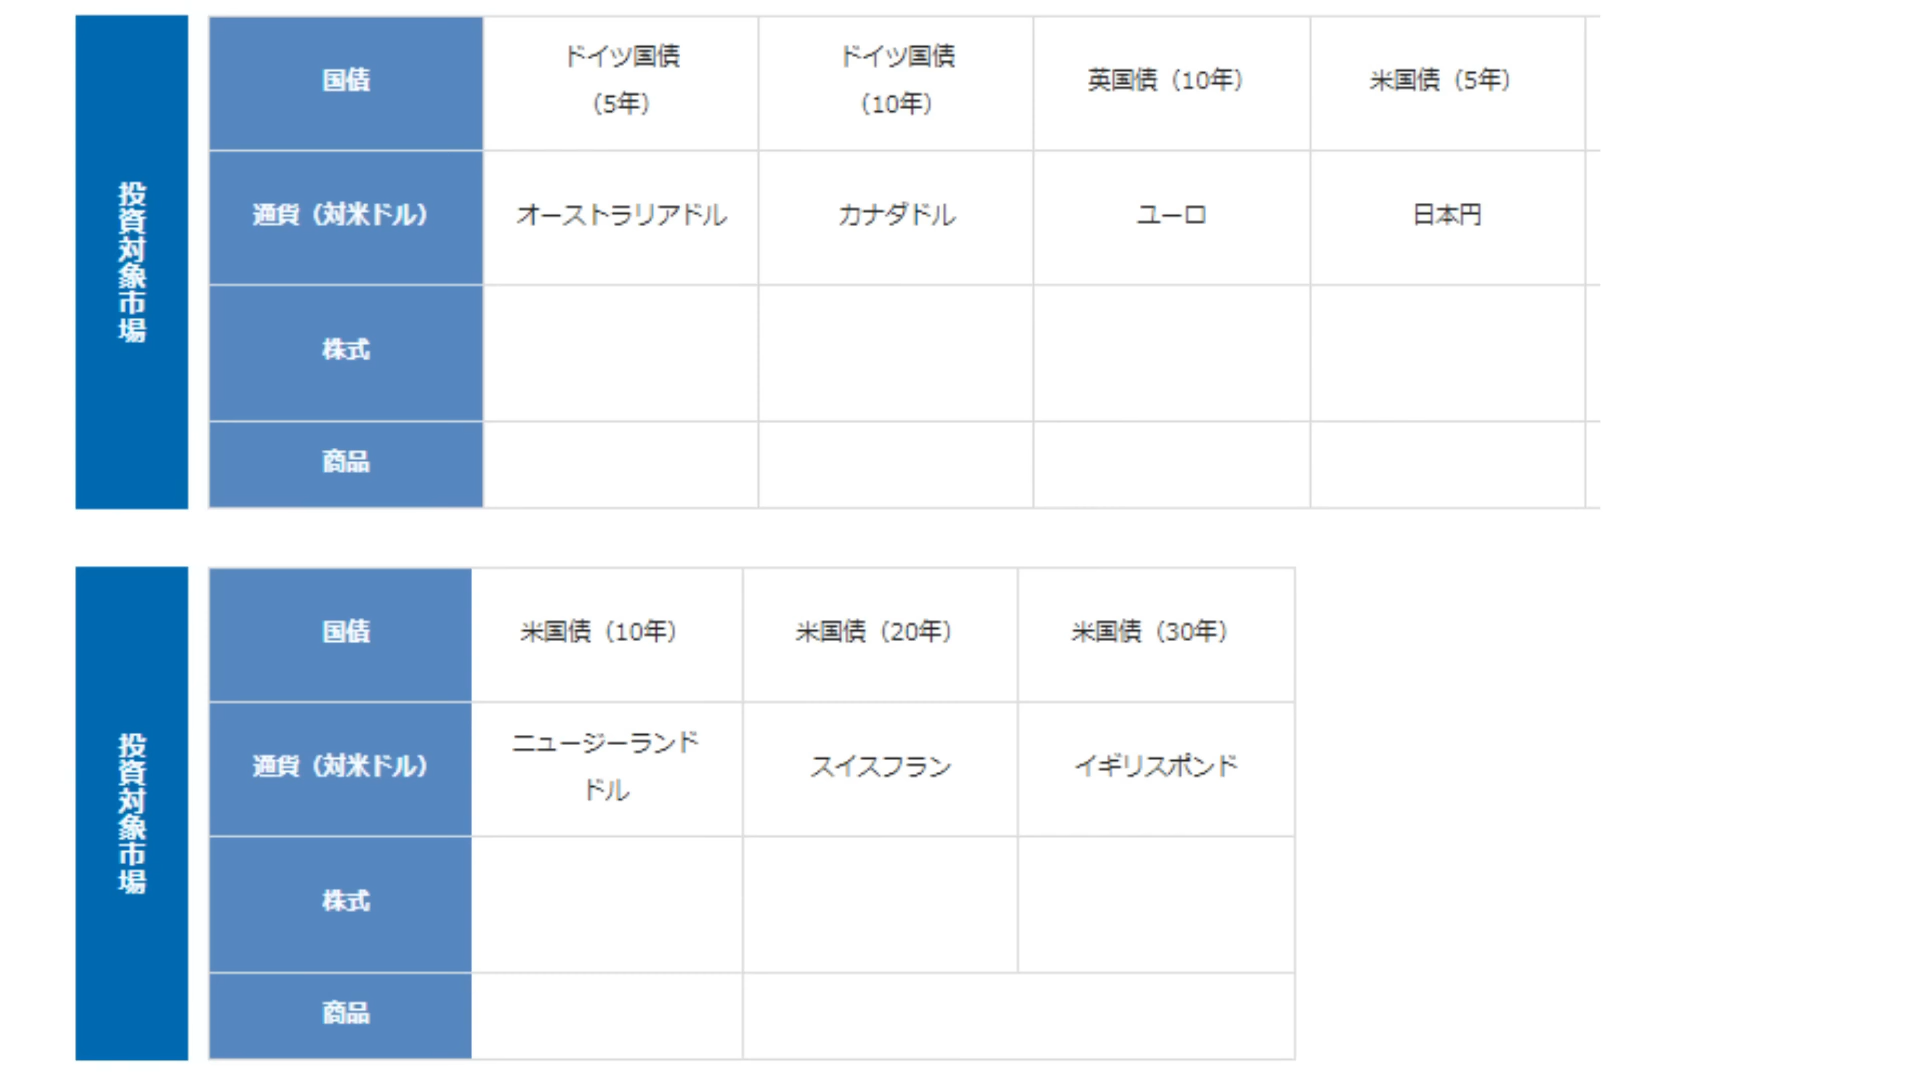 投資対象市場
国債
ドイツ国債
（5年）
ドイツ国債
（10年）
英国債（10年）
米国債（5年）
通貨（対米ドル）
オーストラリアドル
カナダドル
ユーロ
日本円
株式
商品
投資対象市場
国債
米国債（10年）
米国債（20年）
米国債（30年）
通貨（対米ドル）
ニュージーランド
ドル
スイスフラン
イギリスポンド
株式
商品